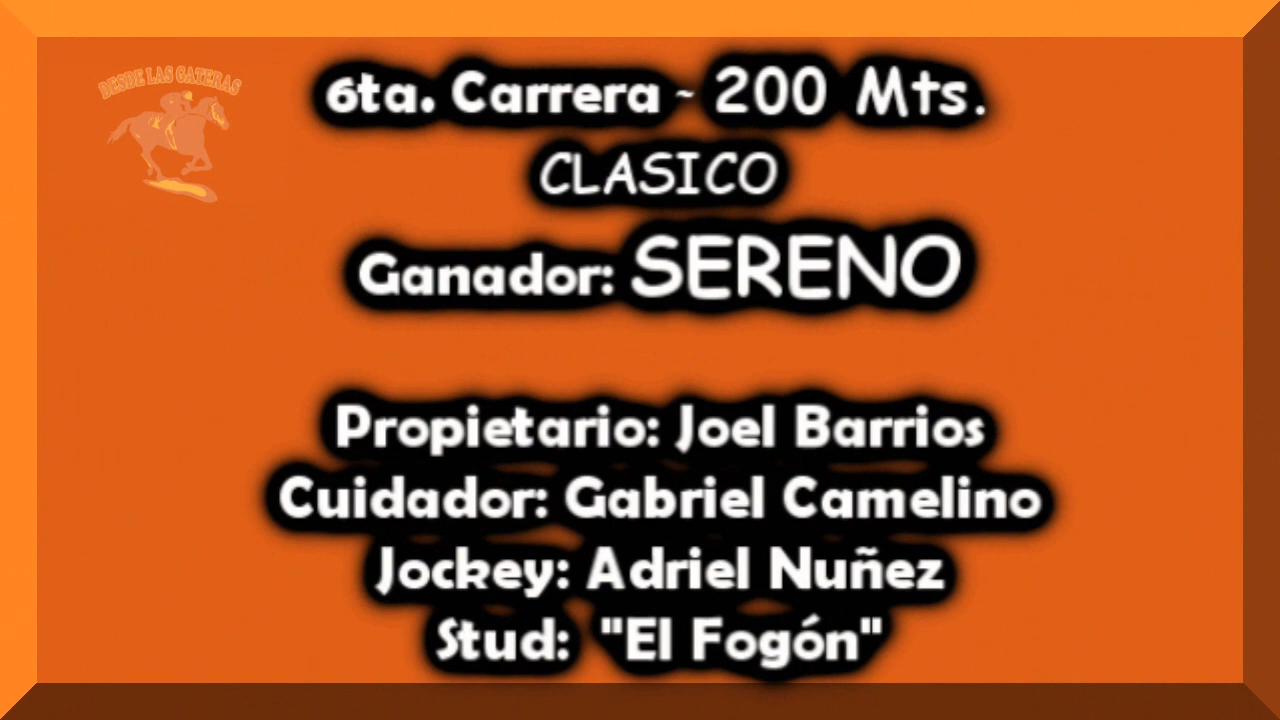 DESDE LAS GATERAS
6ta. Carrera - 200 Mts.
CLASICO
Ganador: SERENO
Propietario: Joel Barrios
Cuidador: Gabriel Camelino
Jockey: Adriel Nuñez
Stud: "El Fogón"